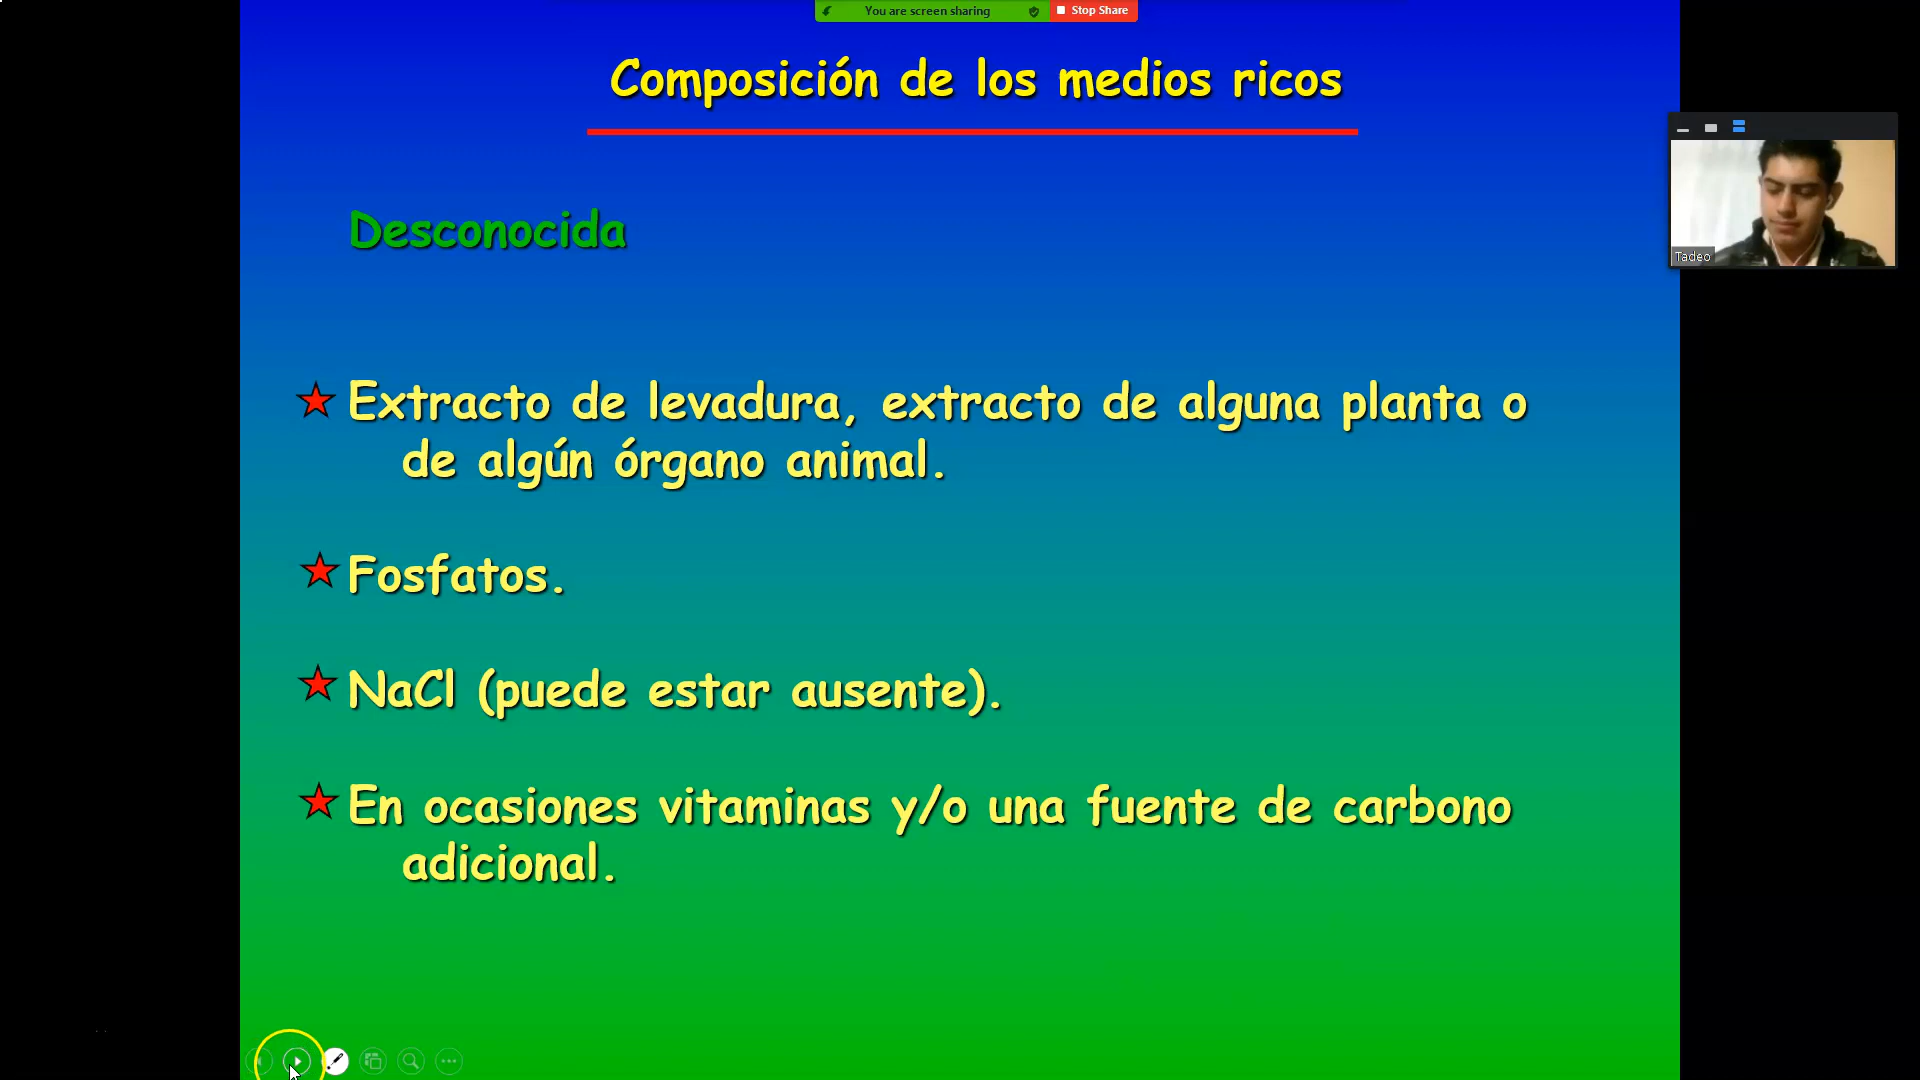 You are screen sharing
Stop Share
Composición de los medios ricos
Desconocida
Extracto de levadura, extracto de alguna planta o
de algún órgano animal.
Fosfatos.
NaCl (puede estar ausente).
En ocasiones vitaminas y/o una fuente de carbono
adicional.
Tadeo